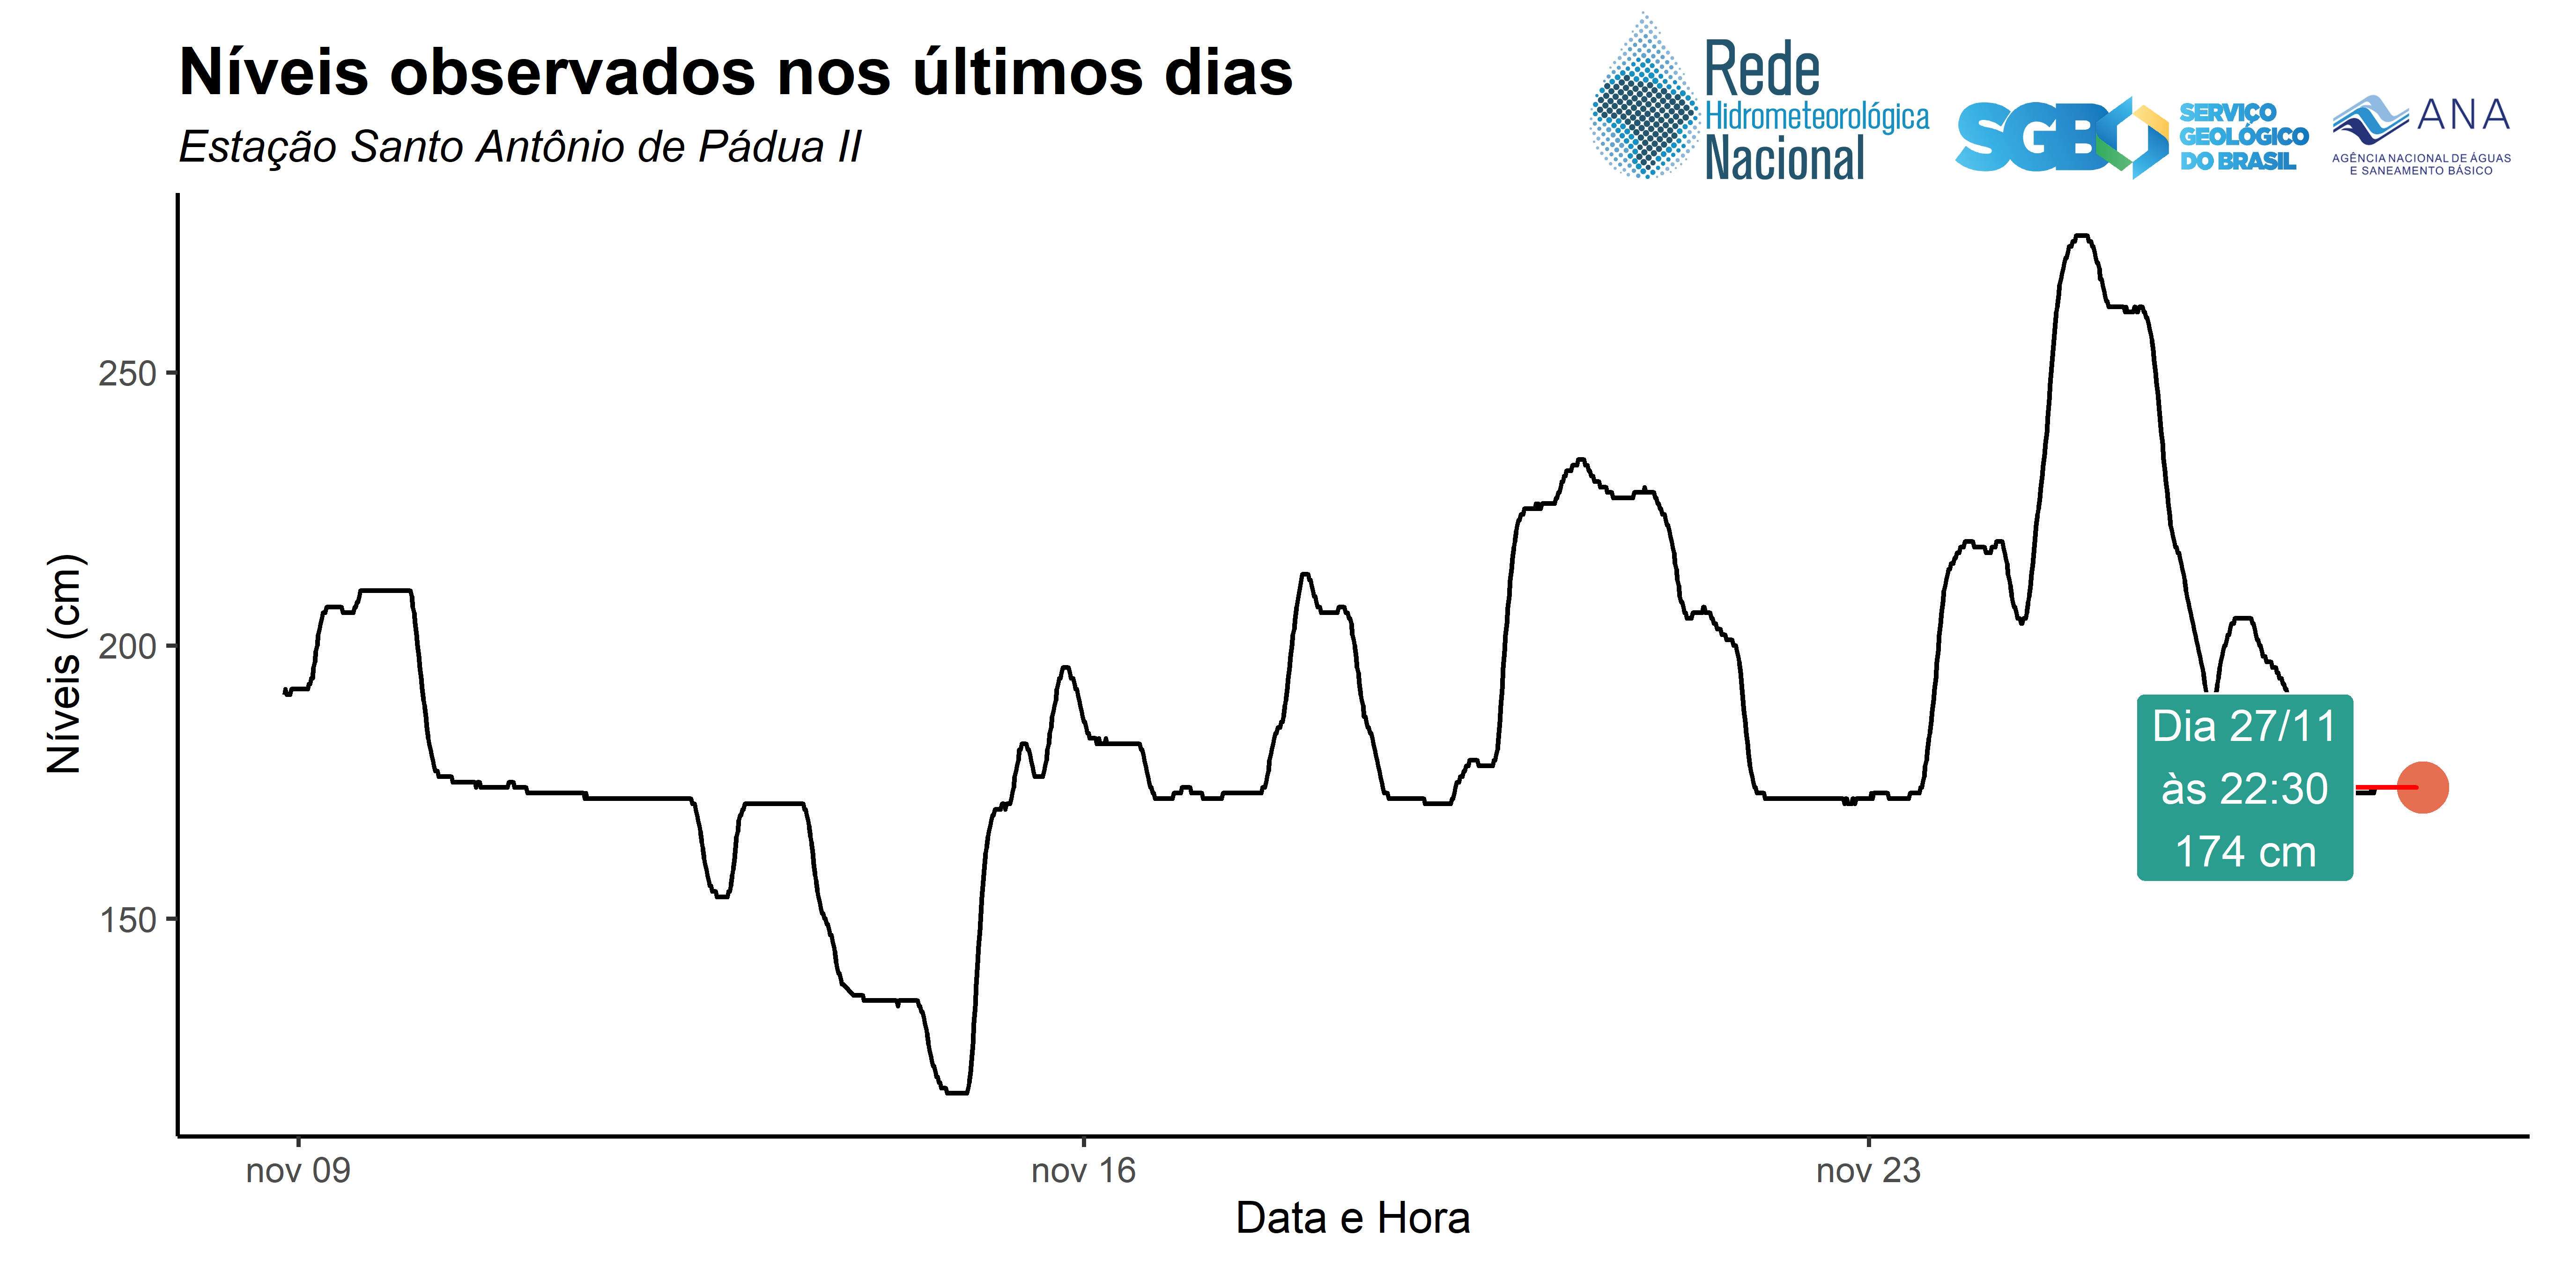 Níveis observados nos últimos dias
Estação Santo Antônio de Pádua II
Rede
Hidrometeorológica
Nacional
SGB
SERVIÇO
GEOLÓGICO
DO BRASIL
ANA
AGÊNCIA NACIONAL DE ÁGUAS
E SANEAMENTO BÁSICO
Níveis (cm)
250
200
150
Dia 27/11
às 22:30
174 cm
nov 09
nov 16
nov 23
Data e Hora